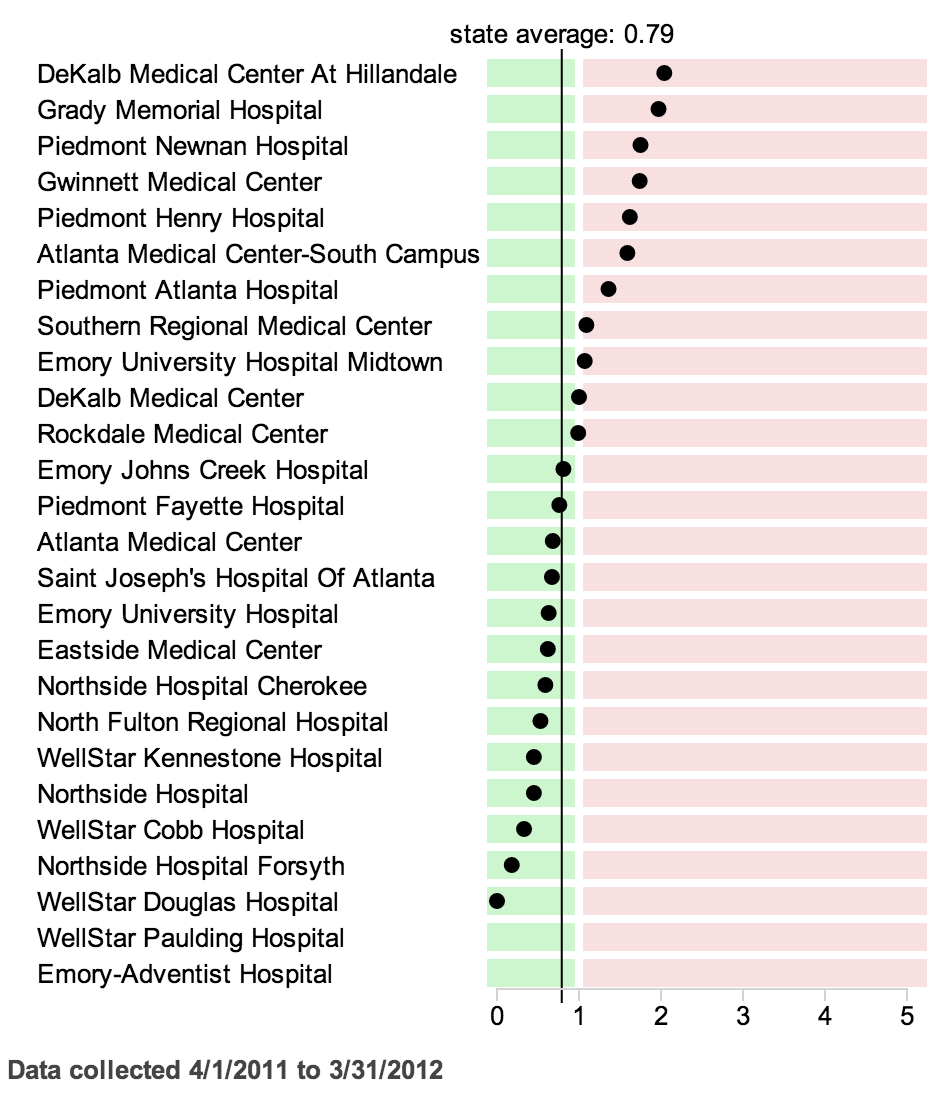 state average: 0.79
DeKalb Medical Center At Hillandale
Grady Memorial Hospital
Piedmont Newnan Hospital
Gwinnett Medical Center
Piedmont Henry Hospital
Atlanta Medical Center-South Campus
Piedmont Atlanta Hospital
Southern Regional Medical Center
Emory University Hospital Midtown
DeKalb Medical Center
Rockdale Medical Center
Emory Johns Creek Hospital
Piedmont Fayette Hospital
Atlanta Medical Center
Saint Joseph's Hospital Of Atlanta
Emory University Hospital
Eastside Medical Center
Northside Hospital Cherokee
North Fulton Regional Hospital
WellStar Kennestone Hospital
Northside Hospital
WellStar Cobb Hospital
Northside Hospital Forsyth
WellStar Douglas Hospital
WellStar Paulding Hospital
Emory-Adventist Hospital
0 1 2 3 4 5
Data collected 4/1/2011 to 3/31/2012